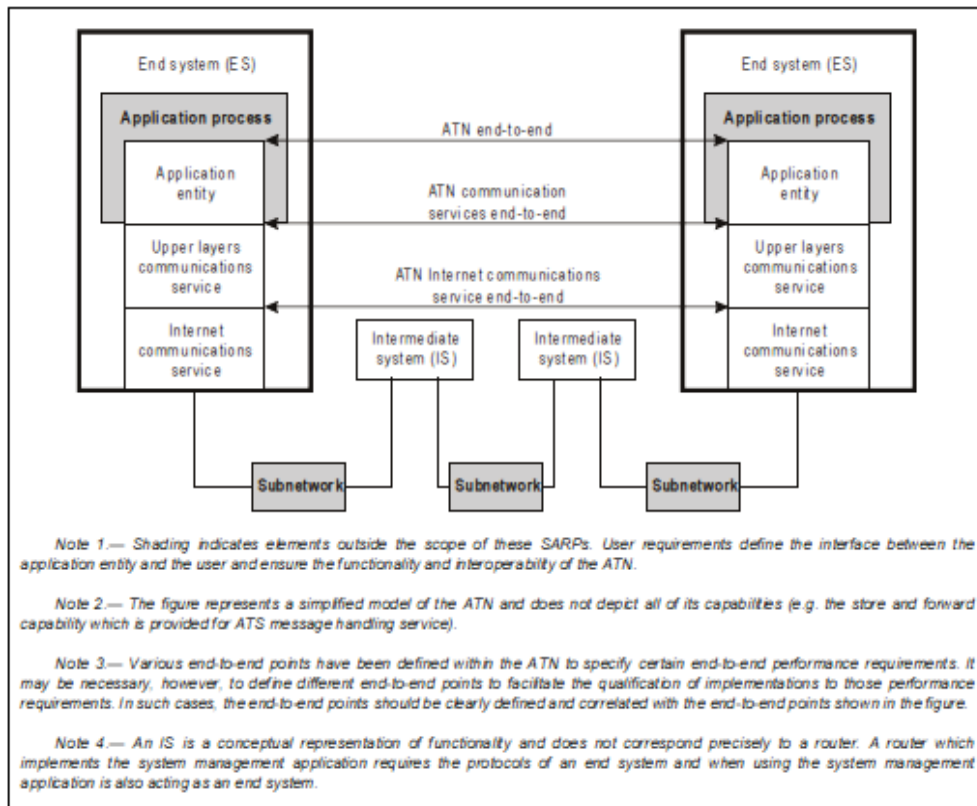 End system (ES)
End system (ES)
Application process
Application process
ATN end-to-end
Application
entity
Application
entity
ATN communication
services end-to-end
Upper layers
communications
service
Upper layers
communications
service
ATN Internet communications
service end-to-end
Internet
communications
service
Intermediate
system (IS)
Intermediate
system (IS)
Internet
communications
service
Subnetwork
Subnetwork
Subnetwork
Note 1.— Shading indicates elements outside the scope of these SARPs. User requirements define the interface between the
application entity and the user and ensure the functionality and interoperability of the ATN.
Note 2.— The figure represents a simplified model of the ATN and does not depict all of its capabilities (e.g. the store and forward
capability which is provided for ATS message handling service).
Note 3.— Various end-to-end points have been defined within the ATN to specify certain end-to-end performance requirements. It
may be necessary, however, to define different end-to-end points to facilitate the qualification of implementations to those performance
requirements. In such cases, the end-to-end points should be clearly defined and correlated with the end-to-end points shown in the figure.
Note 4.— An IS is a conceptual representation of functionality and does not correspond precisely to a router. A router which
implements the system management application requires the protocols of an end system and when using the system management
application is also acting as an end system.